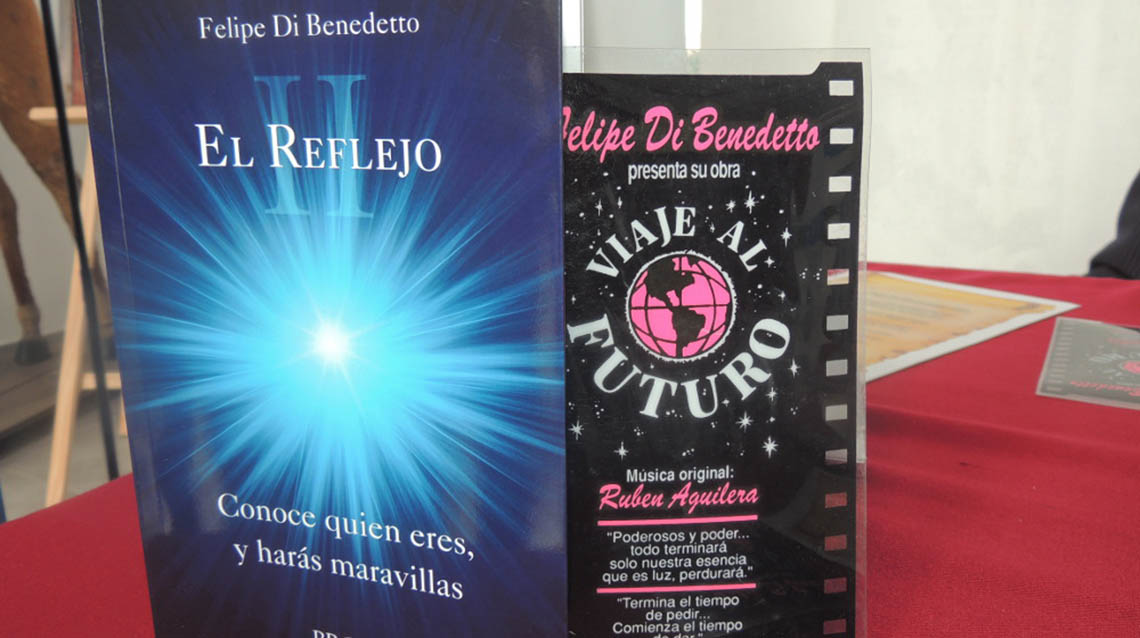 Felipe Di Benedetto
II
EL REFLEJO
Conoce quien eres,
y harás maravillas
Felipe Di Benedetto
presenta su obra
VIAJE AL
FUTURO
Música original:
Ruben Aguilera
"Poderosos y poder...
todo terminará
solo nuestra esencia
que es luz, perdurará."
"Termina el tiempo
de pedir...
Comienza el tiempo
de dar."